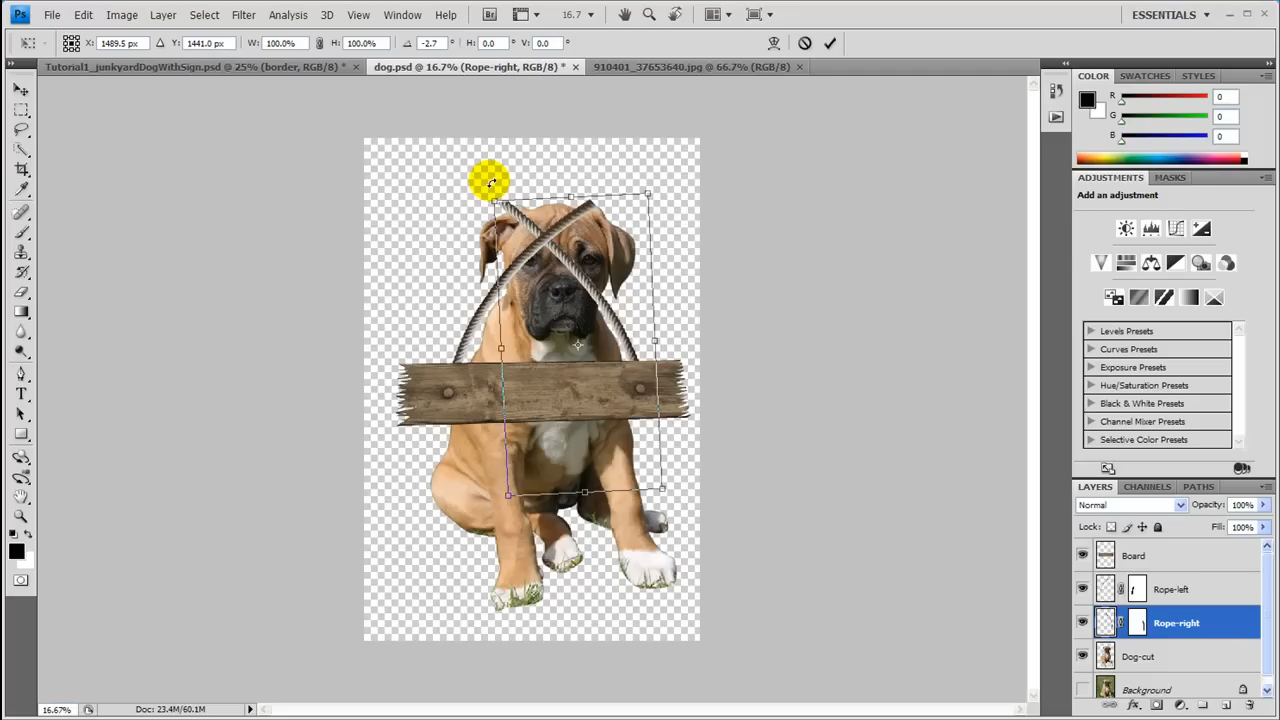 Ps File Edit Image Layer Select Filter Analysis 3D View Window Help Br 16.7 ESSENTIALS
X: 1489.5 px Y: 1441.0 px W: 100.0% H: 100.0% -2.7 ° H: 0.0 V: 0.0 °
Tutorial1_junkyardDogWithSign.psd @ 25% (border, RGB/8) * × dog.psd @ 16.7% (Rope-right, RGB/8) * × 910401_37653640.jpg @ 66.7% (RGB/8) ×
COLOR SWATCHES STYLES
R 0
G 0
B 0
ADJUSTMENTS MASKS
Add an adjustment
Levels Presets
Curves Presets
Exposure Presets
Hue/Saturation Presets
Black & White Presets
Channel Mixer Presets
Selective Color Presets
LAYERS CHANNELS PATHS
Normal Opacity: 100%
Lock: Fill: 100%
Board
Rope-left
Rope-right
Dog-cut
Background
T
fx
16.67% Doc: 23.4M/60.1M